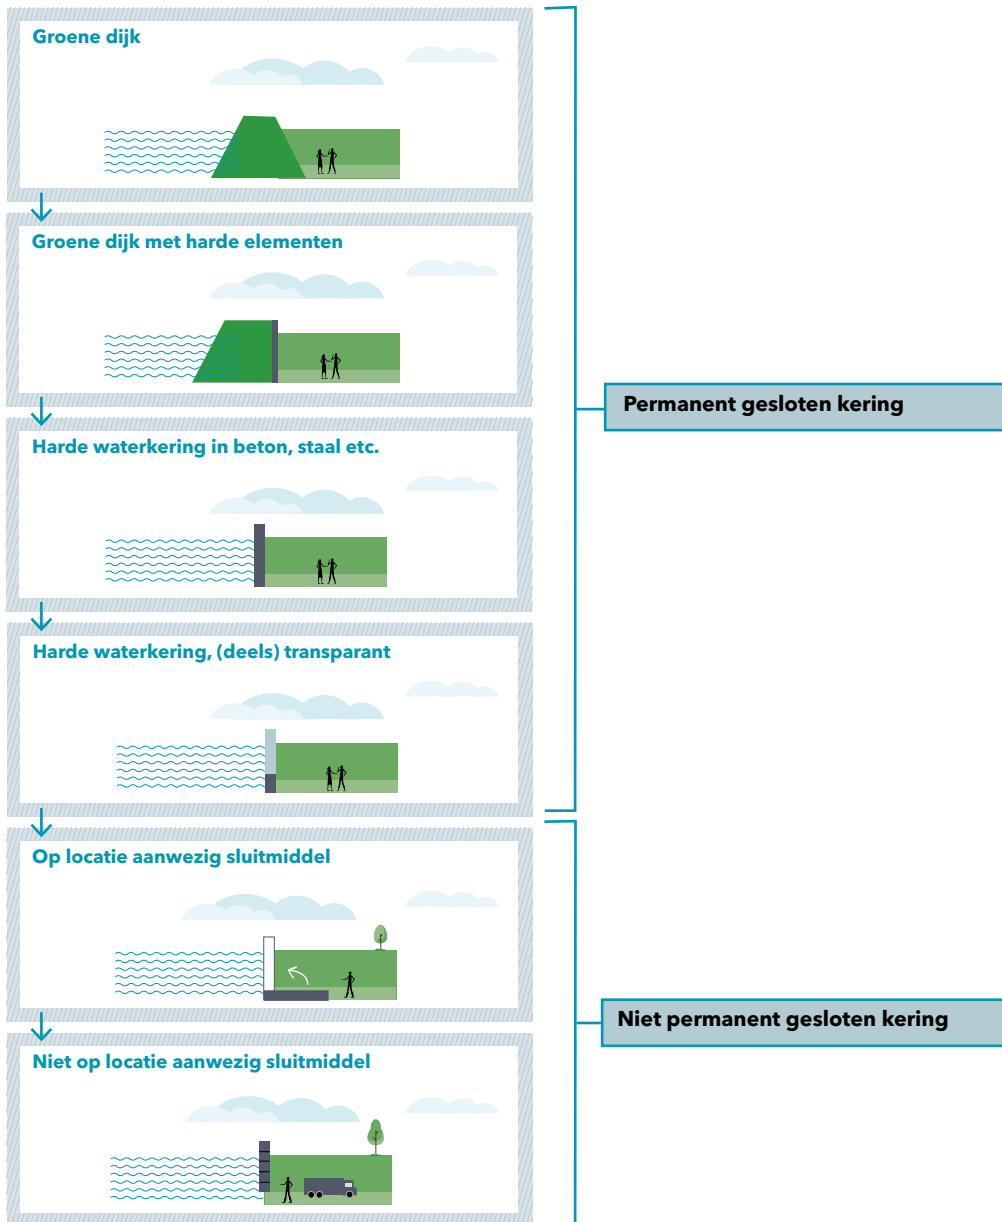 Groene dijk
Groene dijk met harde elementen
Harde waterkering in beton, staal etc.
Harde waterkering, (deels) transparant
Permanent gesloten kering
Op locatie aanwezig sluitmiddel
Niet op locatie aanwezig sluitmiddel
Niet permanent gesloten kering